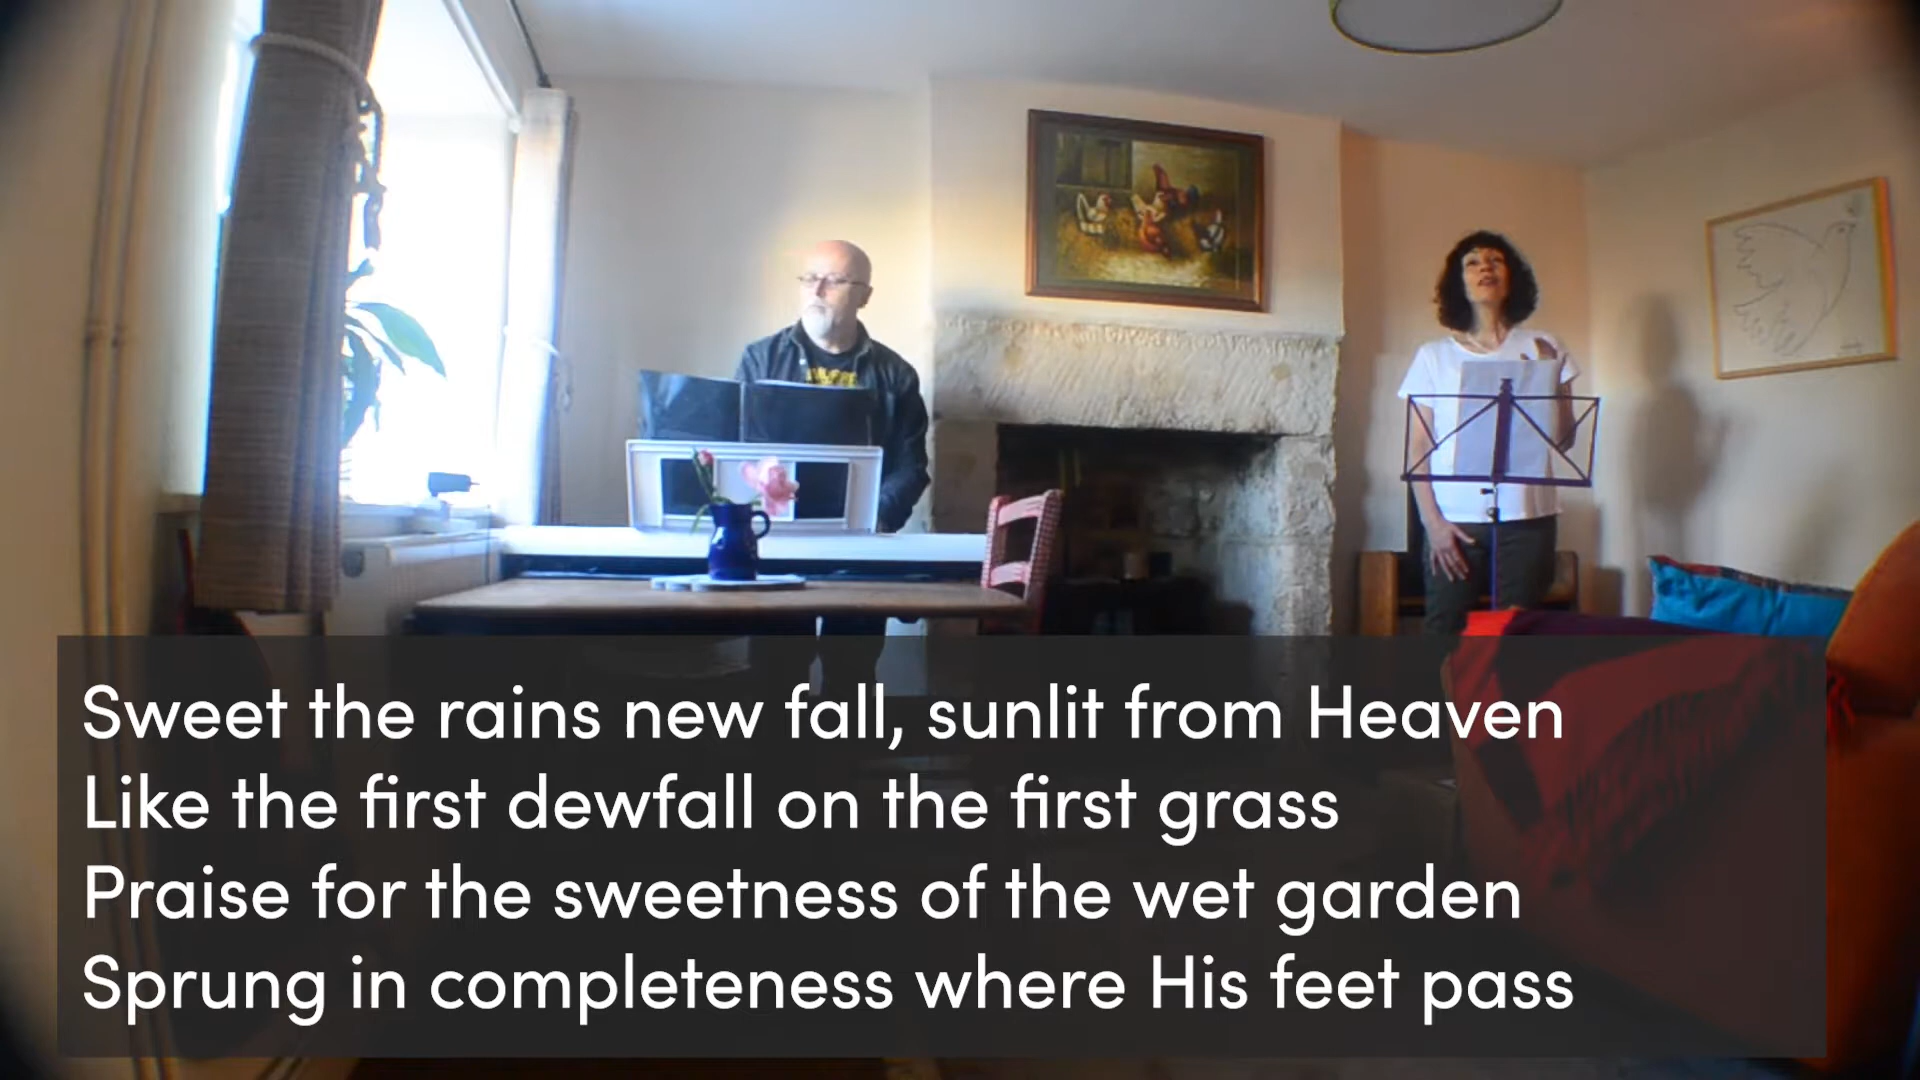 Sweet the rains new fall, sunlit from Heaven
Like the first dewfall on the first grass
Praise for the sweetness of the wet garden
Sprung in completeness where His feet pass